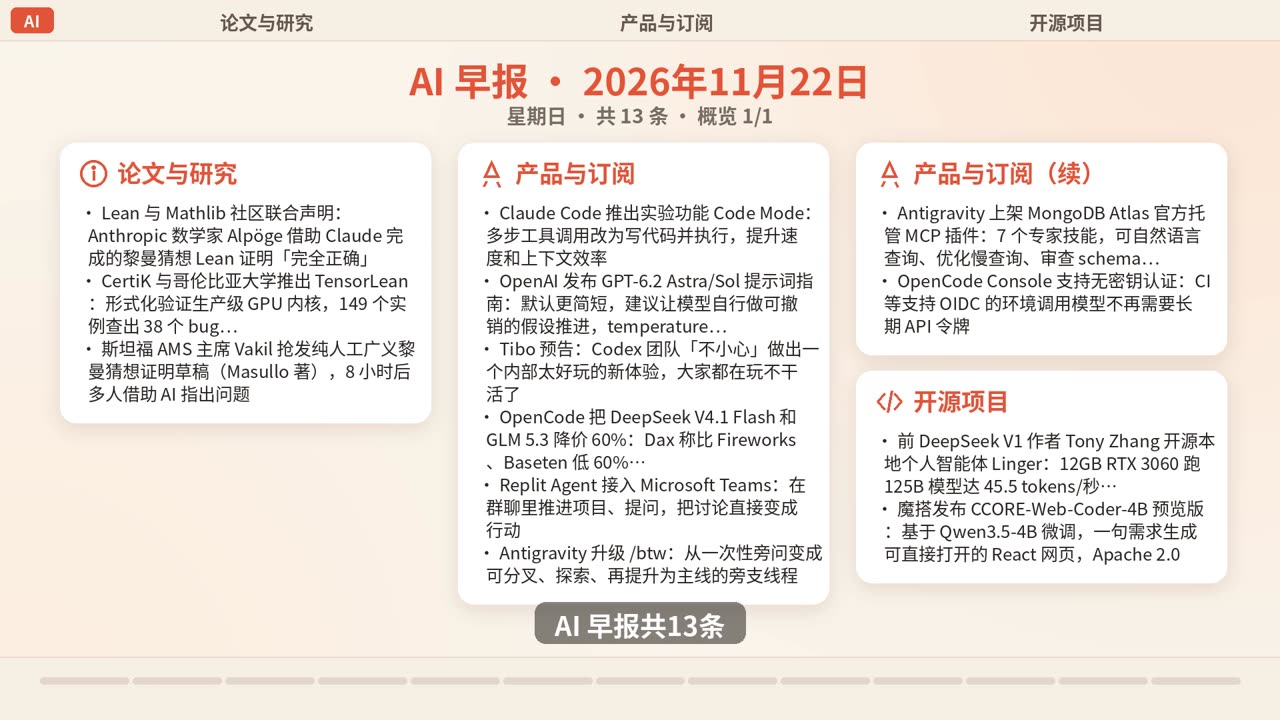 AI
论文与研究
产品与订阅
开源项目
AI 早报 · 2026年11月22日
星期日 · 共 13 条 · 概览 1/1
论文与研究
· Lean 与 Mathlib 社区联合声明：
Anthropic 数学家 Alpöge 借助 Claude 完
成的黎曼猜想 Lean 证明「完全正确」
· CertiK 与哥伦比亚大学推出 TensorLean
：形式化验证生产级 GPU 内核，149 个实
例查出 38 个 bug…
· 斯坦福 AMS 主席 Vakil 抢发纯人工广义黎
曼猜想证明草稿（Masullo 著），8 小时后
多人借助 AI 指出问题
产品与订阅
· Claude Code 推出实验功能 Code Mode：
多步工具调用改为写代码并执行，提升速
度和上下文效率
· OpenAI 发布 GPT-6.2 Astra/Sol 提示词指
南：默认更简短，建议让模型自行做可撤
销的假设推进，temperature…
· Tibo 预告：Codex 团队「不小心」做出一
个内部太好玩的新体验，大家都在玩不干
活了
· OpenCode 把 DeepSeek V4.1 Flash 和
GLM 5.3 降价 60%：Dax 称比 Fireworks
、Baseten 低 60%…
· Replit Agent 接入 Microsoft Teams：在
群聊里推进项目、提问，把讨论直接变成
行动
· Antigravity 升级 /btw：从一次性旁问变成
可分叉、探索、再提升为主线的旁支线程
产品与订阅（续）
· Antigravity 上架 MongoDB Atlas 官方托
管 MCP 插件：7 个专家技能，可自然语言
查询、优化慢查询、审查 schema…
· OpenCode Console 支持无密钥认证：CI
等支持 OIDC 的环境调用模型不再需要长
期 API 令牌
开源项目
· 前 DeepSeek V1 作者 Tony Zhang 开源本
地个人智能体 Linger：12GB RTX 3060 跑
125B 模型达 45.5 tokens/秒…
· 魔搭发布 CCORE-Web-Coder-4B 预览版
：基于 Qwen3.5-4B 微调，一句需求生成
可直接打开的 React 网页，Apache 2.0
AI 早报共13条